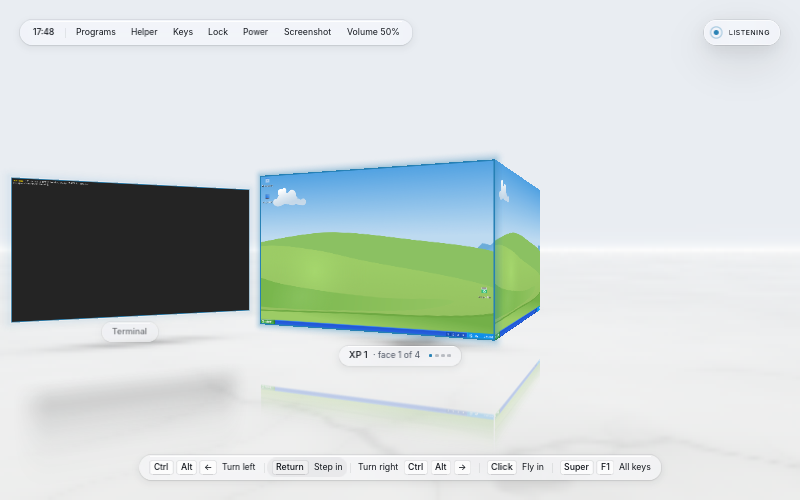 17:48 Programs Helper Keys Lock Power Screenshot Volume 50%
LISTENING
Terminal
XP 1 · face 1 of 4
Ctrl Alt ← Turn left Return Step in Turn right Ctrl Alt → Click Fly in Super F1 All keys